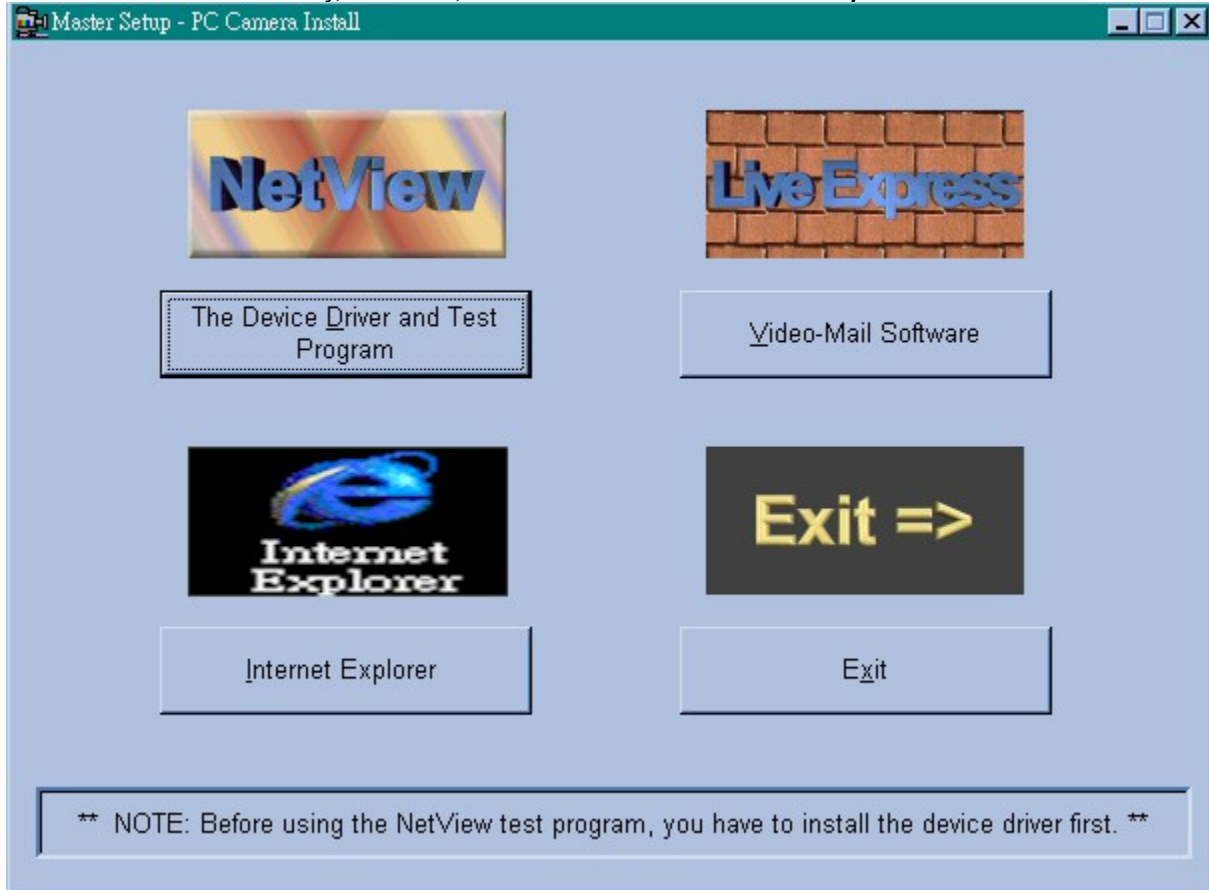 Master Setup - PC Camera Install
NetView
Live Express
The Device Driver and Test
Program
Video-Mail Software
Internet
Explorer
Exit =>
Internet Explorer
Exit
** NOTE: Before using the NetView test program, you have to install the device driver first. **